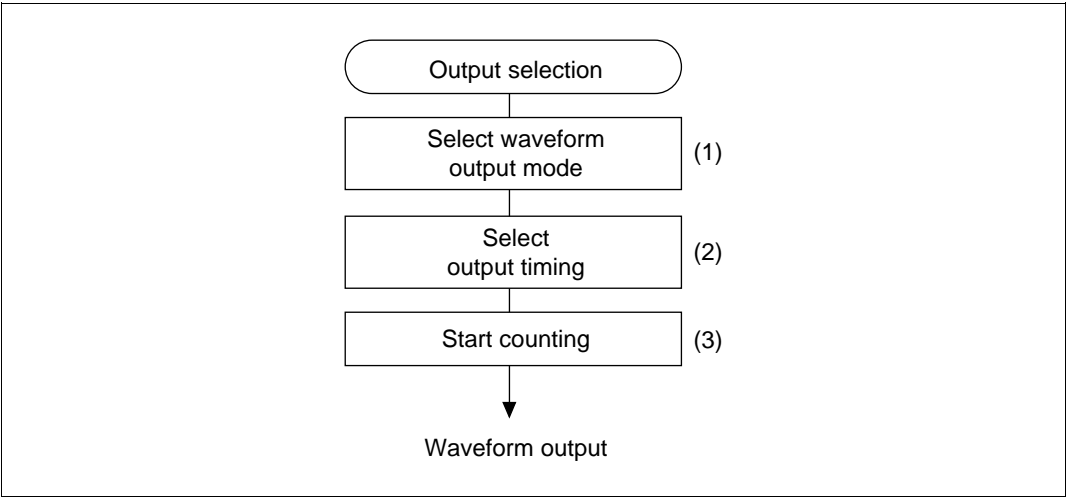 Output selection
Select waveform
output mode
(1)
Select
output timing
(2)
Start counting
(3)
Waveform output